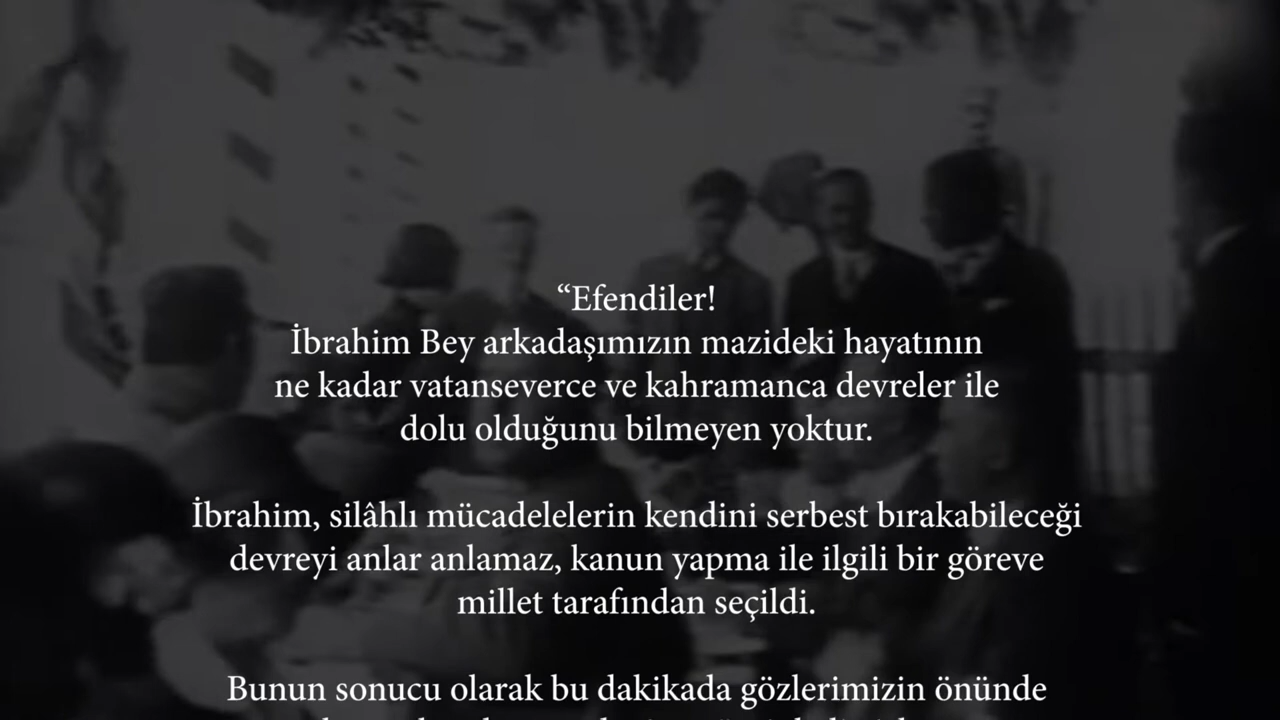 “Efendiler!
İbrahim Bey arkadaşımızın mazideki hayatının
ne kadar vatanseverce ve kahramanca devreler ile
dolu olduğunu bilmeyen yoktur.
İbrahim, silâhlı mücadelelerin kendini serbest bırakabileceği
devreyi anlar anlamaz, kanun yapma ile ilgili bir göreve
millet tarafından seçildi.
Bunun sonucu olarak bu dakikada gözlerimizin önünde